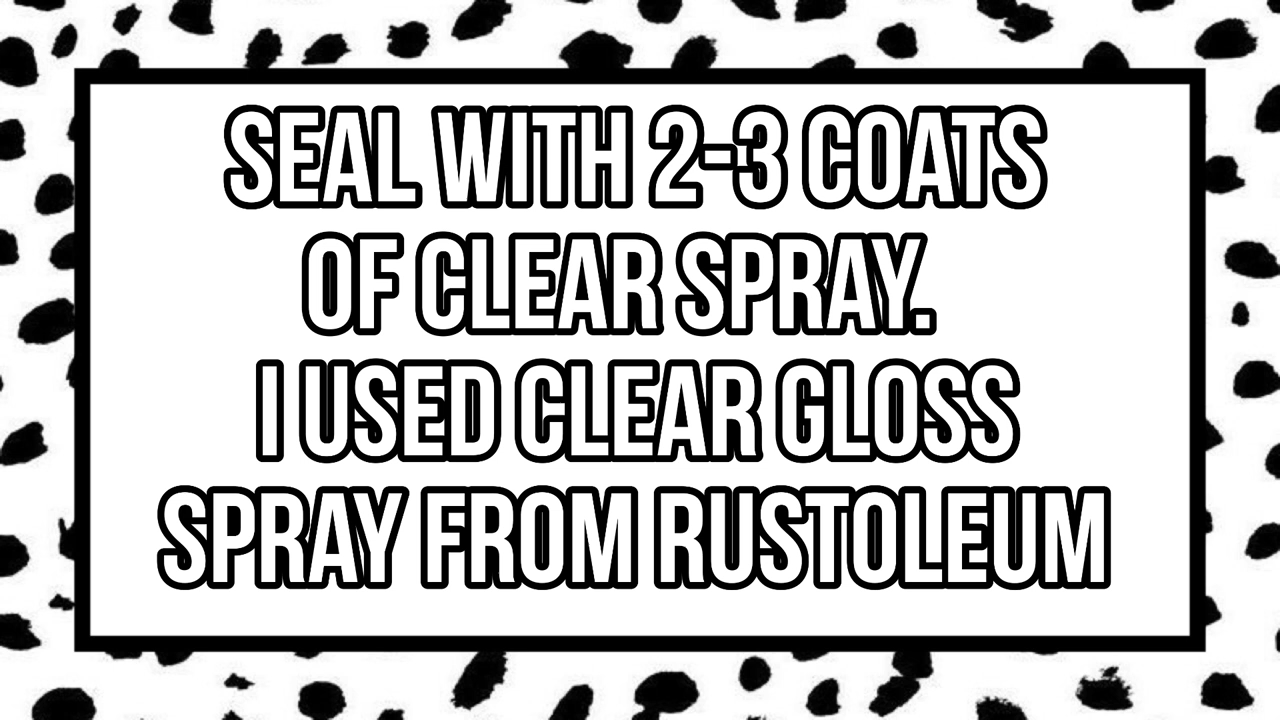 SEAL WITH 2-3 COATS
OF CLEAR SPRAY.
I USED CLEAR GLOSS
SPRAY FROM RUSTOLEUM